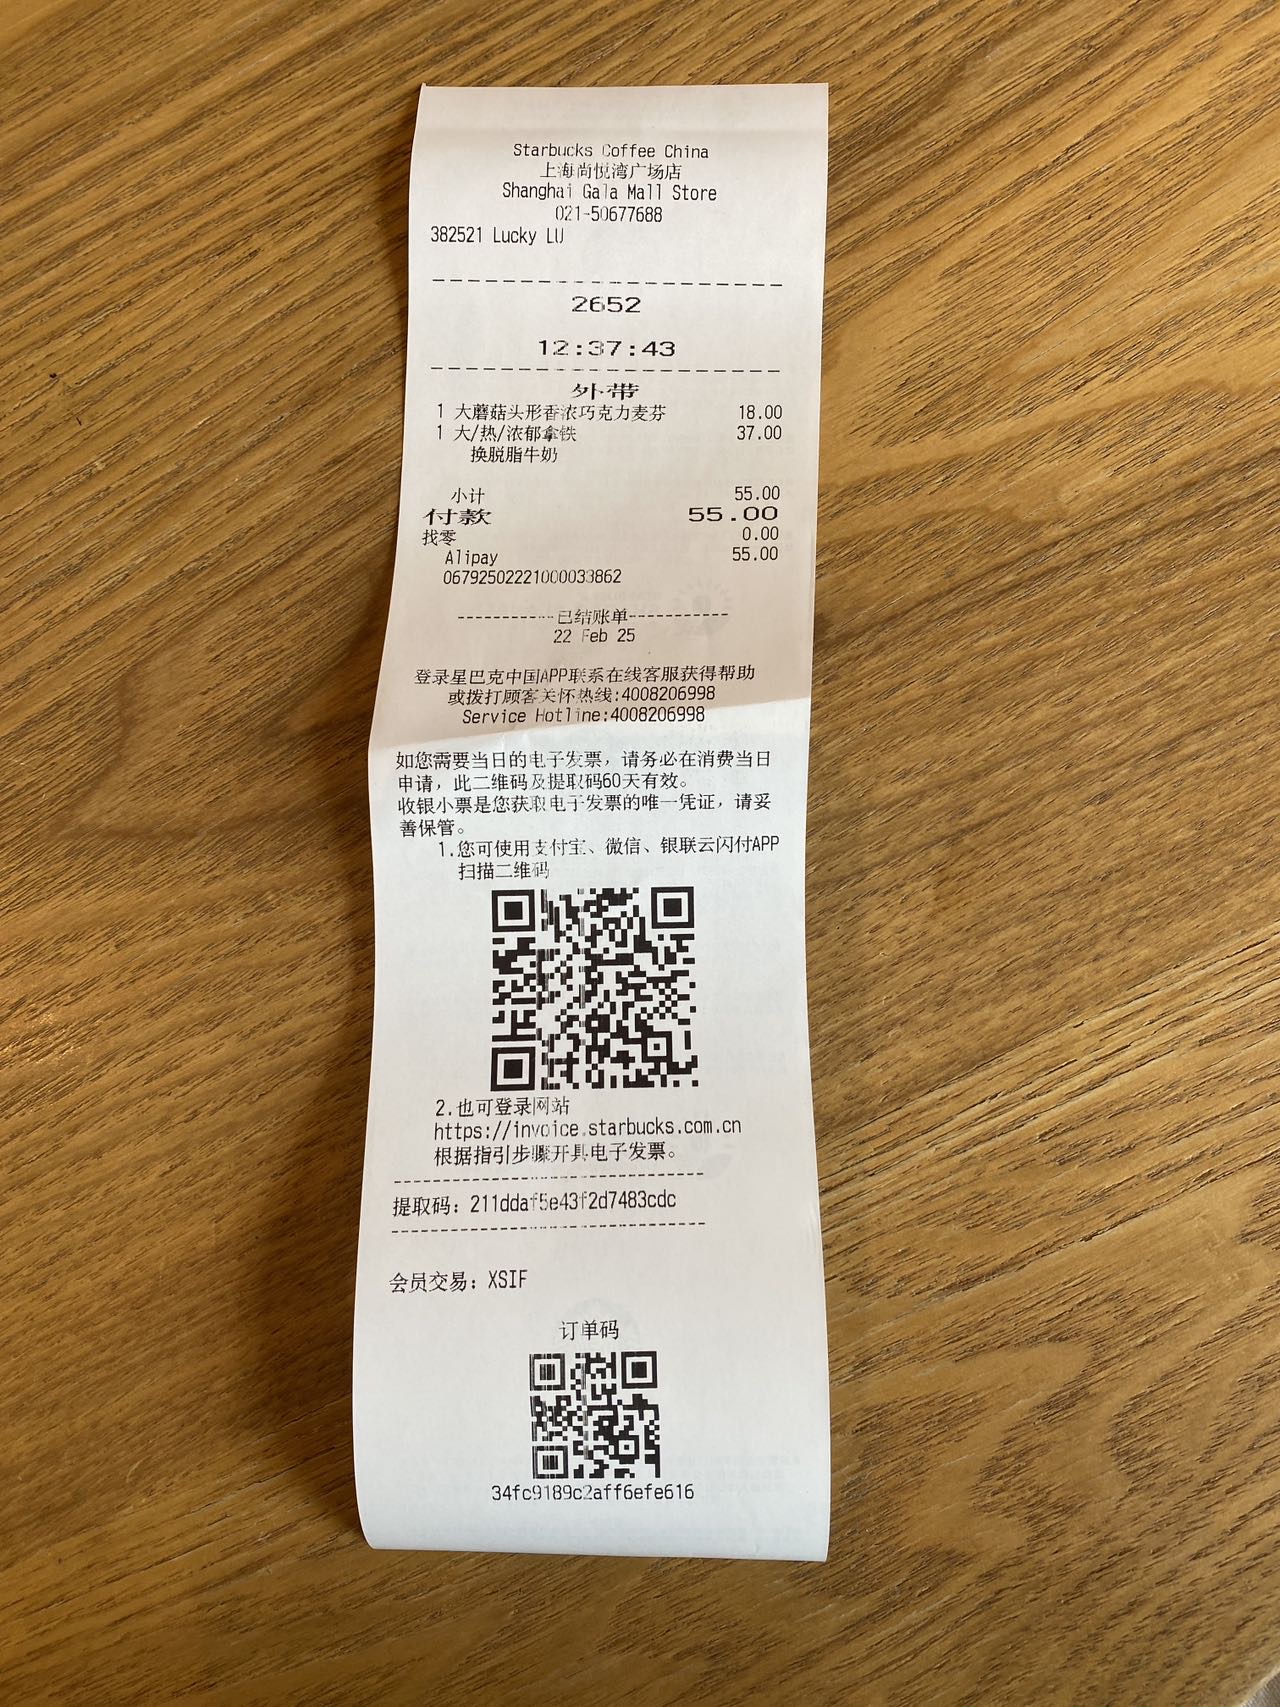 Starbucks Coffee China
上海尚悦湾广场店
Shanghai Gala Mall Store
021-50677688
382521 Lucky LU
2652
12:37:43
外带
1 大蘑菇头形香浓巧克力麦芬 18.00
1 大/热/浓郁拿铁 37.00
换脱脂牛奶
小计 55.00
付款 55.00
找零 0.00
Alipay 55.00
06792502221000033862
------------已结账单------------
22 Feb 25
登录星巴克中国APP联系在线客服获得帮助
或拨打顾客关怀热线:4008206998
Service Hotline:4008206998
如您需要当日的电子发票，请务必在消费当日
申请，此二维码及提取码60天有效。
收银小票是您获取电子发票的唯一凭证，请妥
善保管。
1.您可使用支付宝、微信、银联云闪付APP
扫描二维码
2.也可登录网站
https://invoice.starbucks.com.cn
根据指引步骤开具电子发票。
提取码：211ddaf5e43f2d7483cdc
会员交易：XSIF
订单码
34fc9189c2aff6efe616